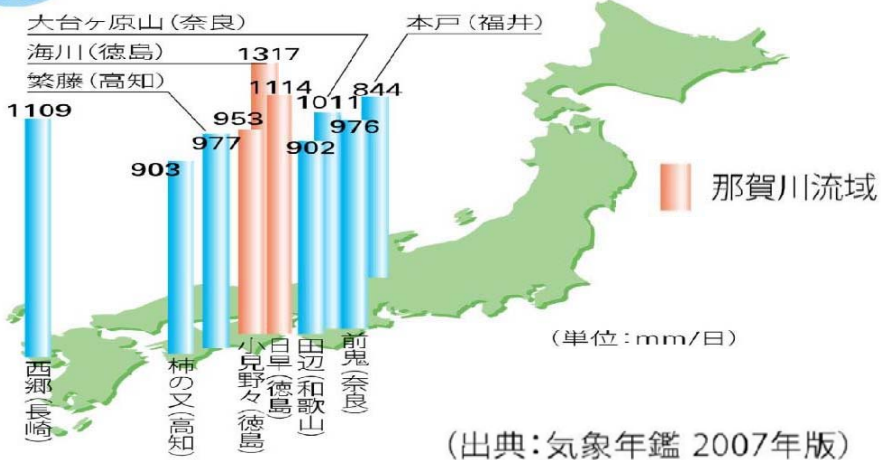 大台ヶ原山(奈良)
本戸(福井)
海川(徳島)
繁藤(高知)
1317
1114
1011
844
1109
953
976
977
902
903
那賀川流域
(単位:mm/日)
西郷(長崎)
柿の又(高知)
小見野々(徳島)
日早(徳島)
田辺(和歌山)
前鬼(奈良)
(出典:気象年鑑 2007年版)